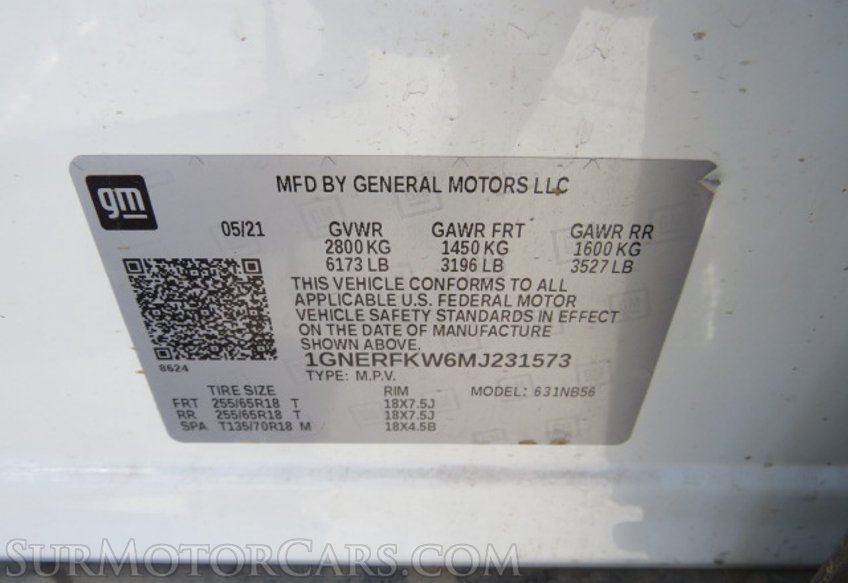 gm
MFD BY GENERAL MOTORS LLC
05/21 GVWR GAWR FRT GAWR RR
2800 KG 1450 KG 1600 KG
6173 LB 3196 LB 3527 LB
THIS VEHICLE CONFORMS TO ALL
APPLICABLE U.S. FEDERAL MOTOR
VEHICLE SAFETY STANDARDS IN EFFECT
ON THE DATE OF MANUFACTURE
SHOWN ABOVE.
8624
1GNERFKW6MJ231573
TYPE: M.P.V.
TIRE SIZE RIM MODEL: 631NB56
FRT 255/65R18 T 18X7.5J
RR 255/65R18 T 18X7.5J
SPA T135/70R18 M 18X4.5B
SURMOTORCARS.COM